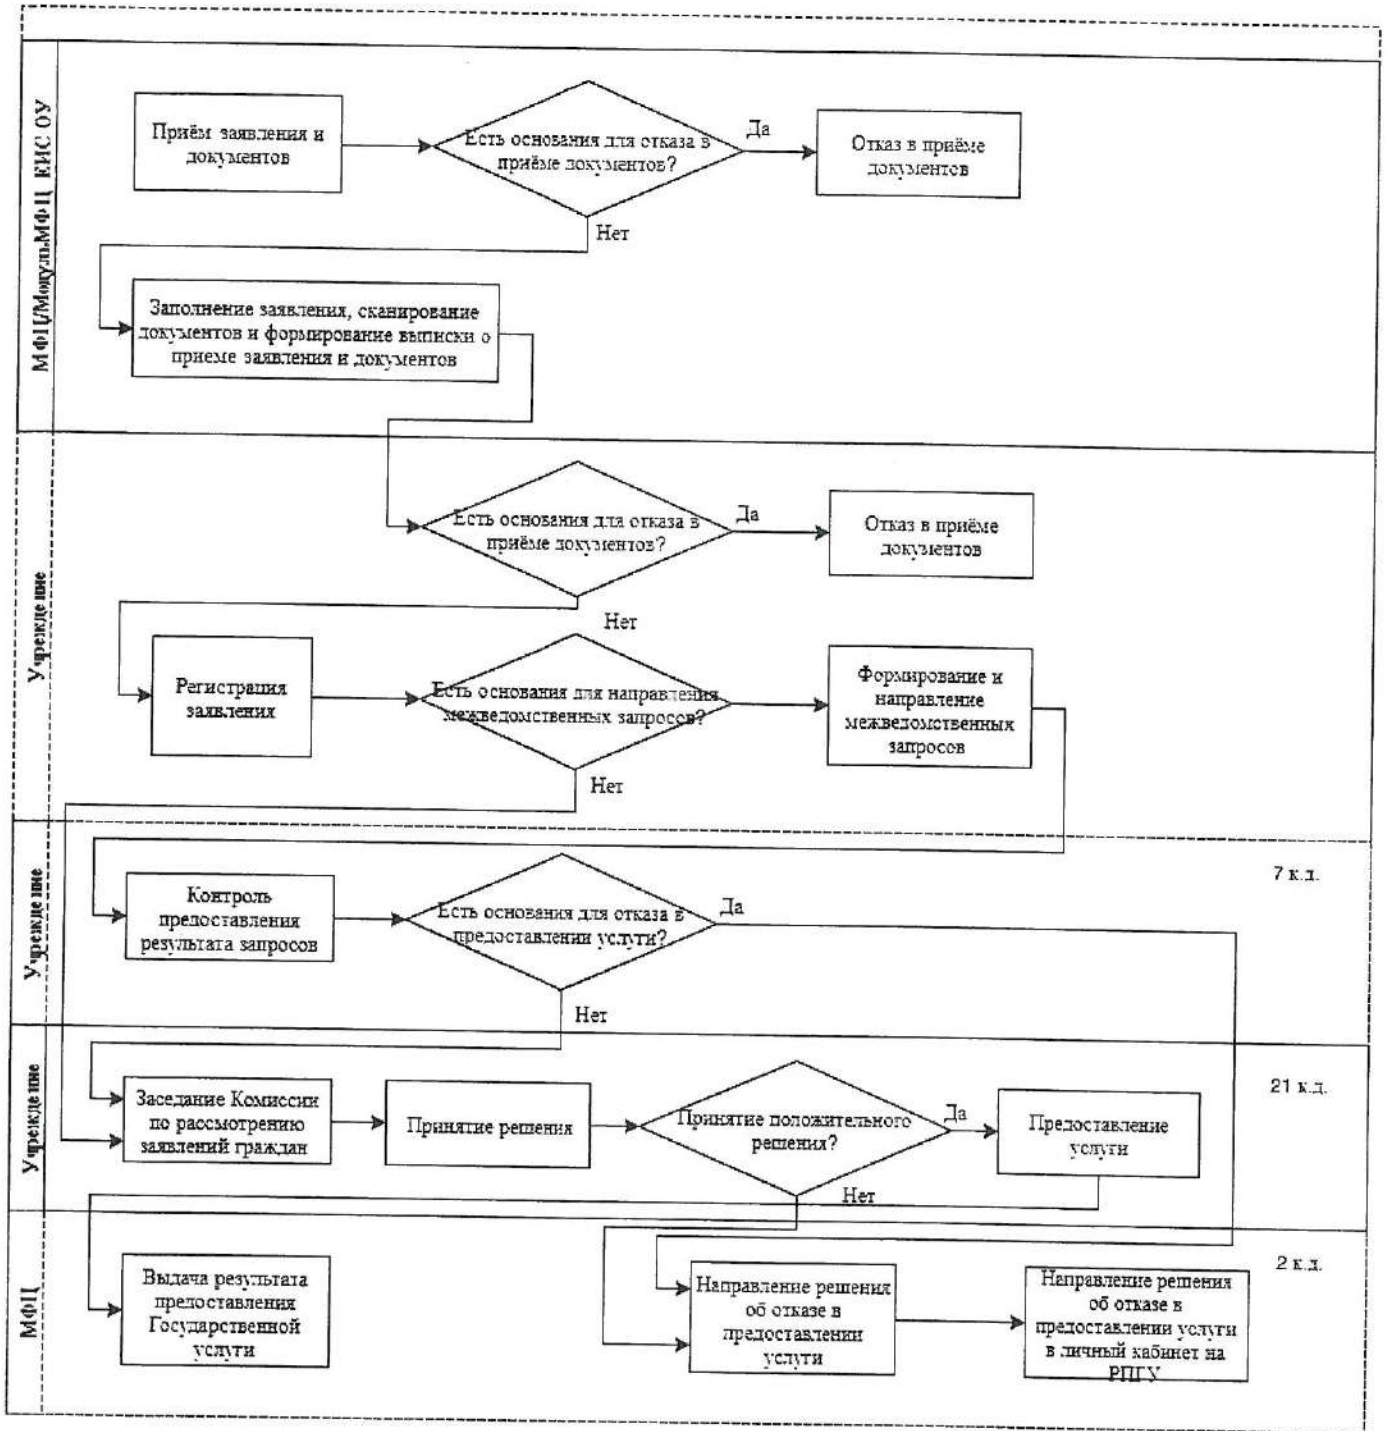 МФЦ/Модуль МФЦ ЕИС ОУ
Приём заявления и
документов
Есть основания для отказа в
приёме документов?
Да
Отказ в приёме
документов
Нет
Заполнение заявления, сканирование
документов и формирование выписки о
приеме заявления и документов
Учреждение
Есть основания для отказа в
приёме документов?
Да
Отказ в приёме
документов
Нет
Регистрация
заявления
Есть основания для направления
межведомственных запросов?
Формирование и
направление
межведомственных
запросов
Нет
Учреждение
7 к.д.
Контроль
предоставления
результата запросов
Есть основания для отказа в
предоставлении услуги?
Да
Нет
Учреждение
21 к.д.
Заседание Комиссии
по рассмотрению
заявлений граждан
Принятие решения
Принятие положительного
решения?
Да
Предоставление
услуги
Нет
МФЦ
2 к.д.
Выдача результата
предоставления
Государственной
услуги
Направление решения
об отказе в
предоставлении
услуги
Направление решения
об отказе в
предоставлении услуги
в личный кабинет на
РПГУ